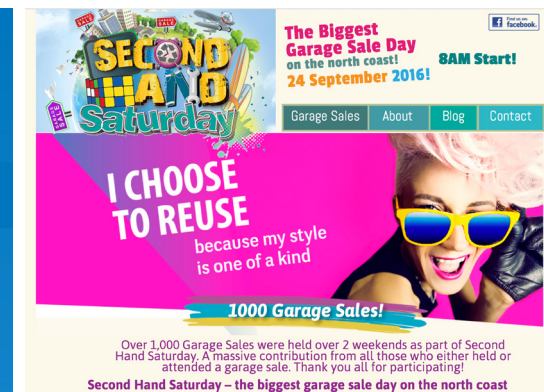 GARAGE SALE
SECOND
HAND
Saturday
The Biggest
Garage Sale Day
on the north coast!
24 September 2016!
8AM Start!
Find us on
facebook.
Garage Sales
About
Blog
Contact
I CHOOSE
TO REUSE
because my style
is one of a kind
1000 Garage Sales!
Over 1,000 Garage Sales were held over 2 weekends as part of Second
Hand Saturday. A massive contribution from all those who either held or
attended a garage sale. Thank you all for participating!
Second Hand Saturday – the biggest garage sale day on the north coast